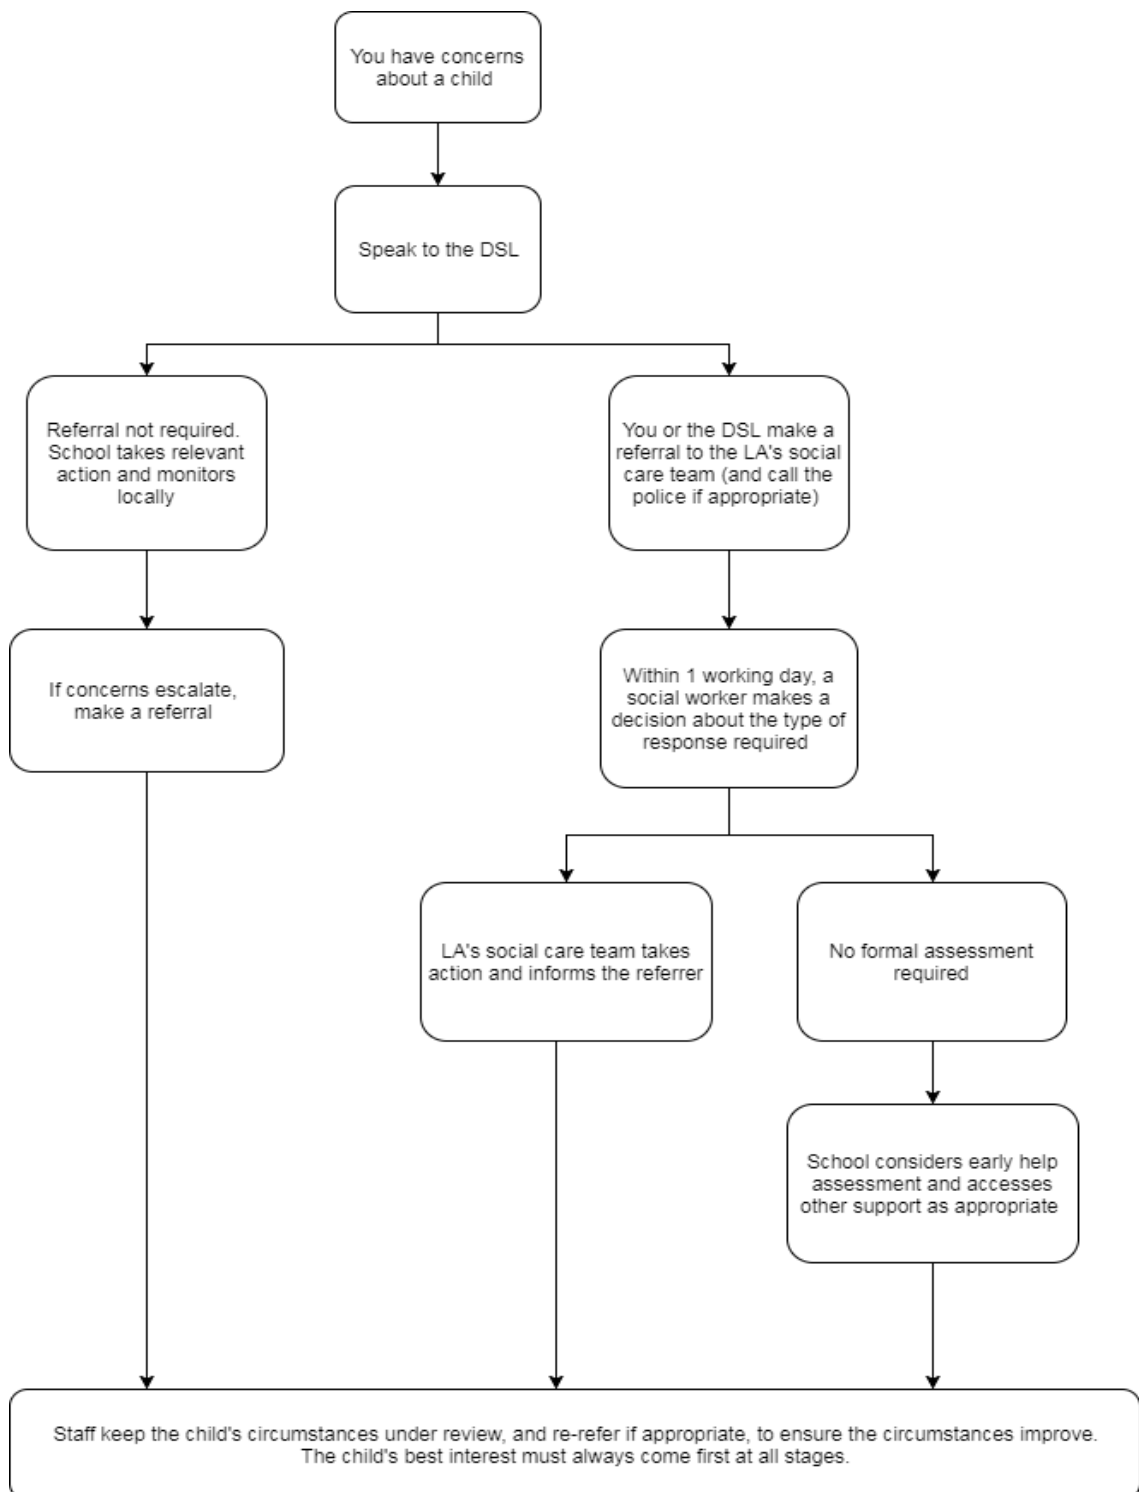 You have concerns
about a child
Speak to the DSL
Referral not required.
School takes relevant
action and monitors
locally
You or the DSL make a
referral to the LA's social
care team (and call the
police if appropriate)
If concerns escalate,
make a referral
Within 1 working day, a
social worker makes a
decision about the type of
response required
LA's social care team takes
action and informs the referrer
No formal assessment
required
School considers early help
assessment and accesses
other support as appropriate
Staff keep the child's circumstances under review, and re-refer if appropriate, to ensure the circumstances improve.
The child's best interest must always come first at all stages.